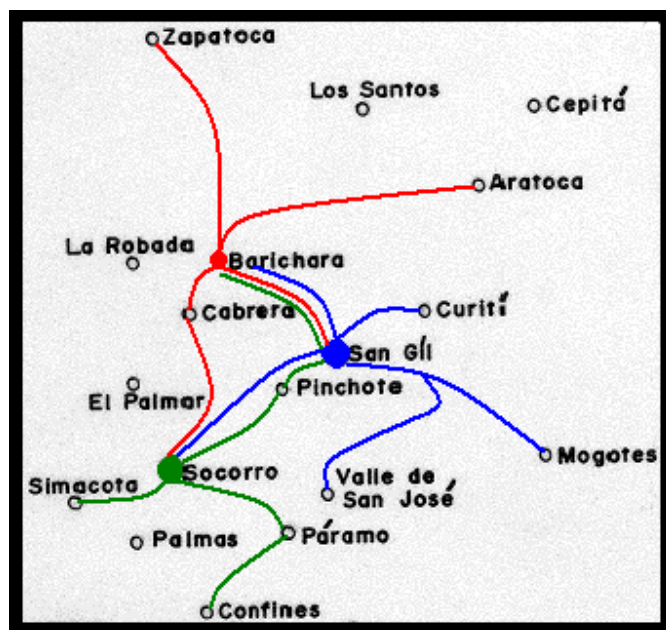 Zapatoca
Los Santos
Cepitá
Aratoca
La Robada
Barichara
Cabrera
Curití
San Gíl
Pinchote
El Palmar
Mogotes
Socorro
Simacota
Valle de
San José
Palmas
Páramo
Confines